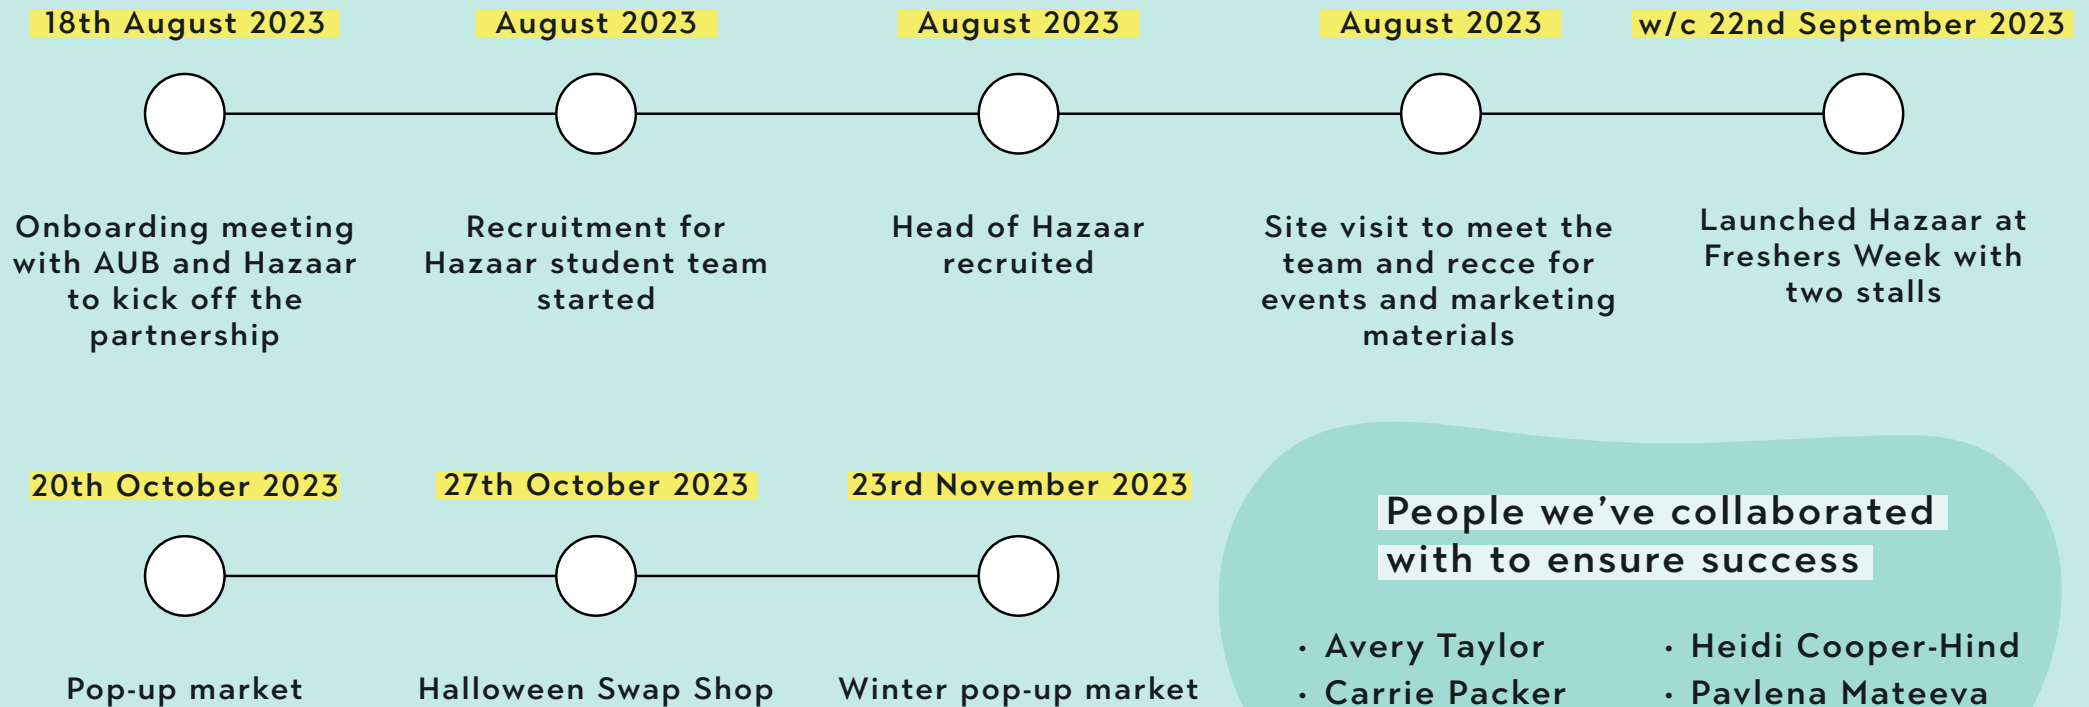 18th August 2023
Onboarding meeting
with AUB and Hazaar
to kick off the
partnership
August 2023
Recruitment for
Hazaar student team
started
August 2023
Head of Hazaar
recruited
August 2023
Site visit to meet the
team and recce for
events and marketing
materials
w/c 22nd September 2023
Launched Hazaar at
Freshers Week with
two stalls
20th October 2023
Pop-up market
27th October 2023
Halloween Swap Shop
23rd November 2023
Winter pop-up market
People we’ve collaborated
with to ensure success
· Avery Taylor
· Carrie Packer
· Heidi Cooper-Hind
· Pavlena Mateeva